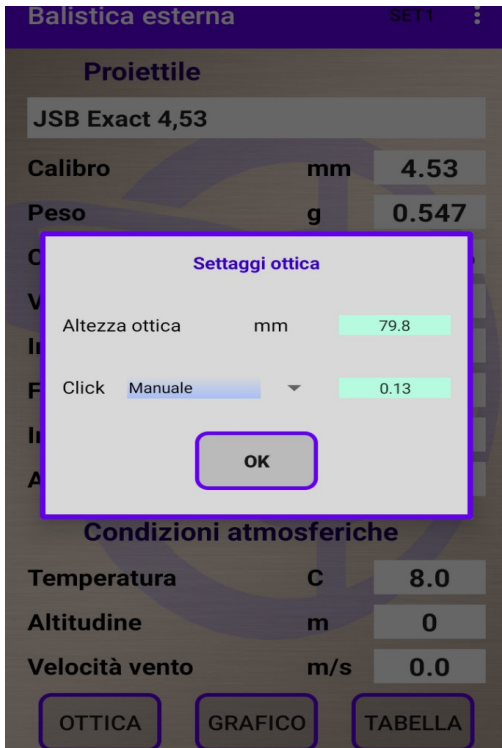 Balistica esterna SET1
Proiettile
JSB Exact 4,53
Calibro mm 4.53
Peso g 0.547
Settaggi ottica
Altezza ottica mm 79.8
Click Manuale 0.13
OK
Condizioni atmosferiche
Temperatura C 8.0
Altitudine m 0
Velocità vento m/s 0.0
OTTICA GRAFICO TABELLA